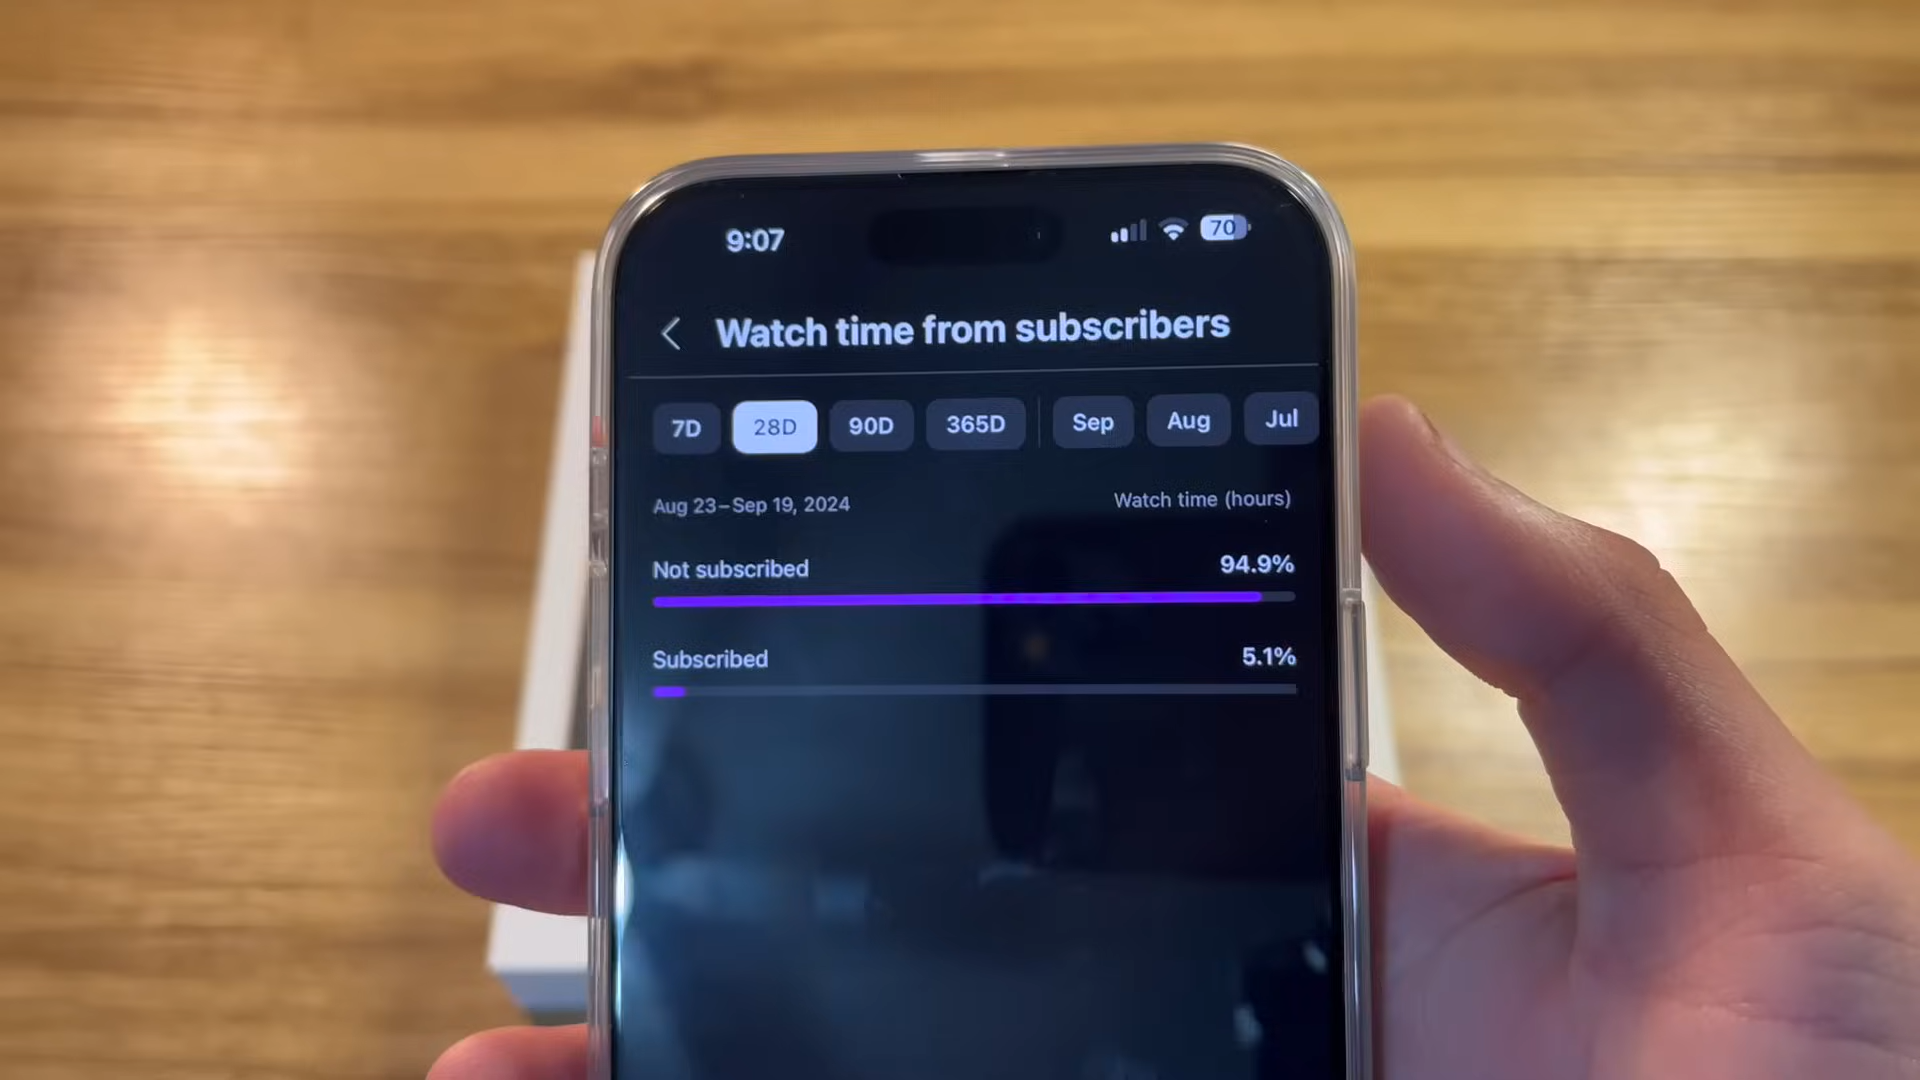 9:07 70
Watch time from subscribers
7D 28D 90D 365D Sep Aug Jul
Aug 23–Sep 19, 2024 Watch time (hours)
Not subscribed 94.9%
Subscribed 5.1%